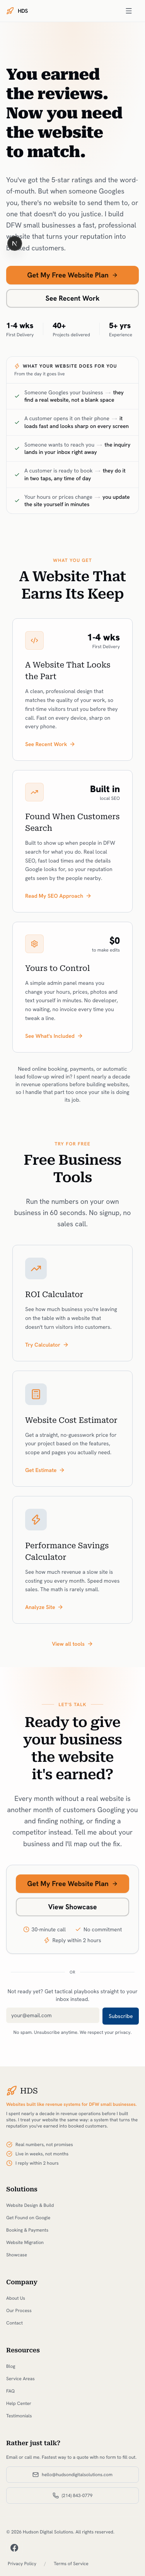 HDS
You earned
the reviews.
Now you need
the website
to match.
You've got the 5-star ratings and the word-
of-mouth. But when someone Googles
you, they find a website (or worse, no
one) that doesn't do you justice. I build
DFW small businesses a fast, professional
website that turns your reputation into
booked customers.
Get My Free Website Plan →
See Recent Work
1-4 wks
First Delivery
40+
Projects delivered
5+ yrs
Experience
WHAT YOUR WEBSITE DOES FOR YOU
From the day it goes live
Someone Googles your business → they
find a real website, not a blank space
A customer opens it on their phone → it
loads fast and looks sharp on every screen
Someone wants to reach you → the inquiry
lands in your inbox right away
A client is ready to book → they do it
in two taps, any time of day
Your hours or prices change → you update
the site yourself in minutes
WHAT YOU GET
A Website That
Earns Its Keep
1-4 wks
First Delivery
A Website That Looks
the Part
A clean, professional design that
matches the quality of your work, so
the time visitors trust you before they
call. Fast on every device, sharp on
every phone.
See Recent Work →
Built in
local SEO
Found When Customers
Search
Built to show up when people in DFW
search for what you do. Real local
SEO, fast load times and the details
Google looks for, so your reputation
gets seen by the people nearby.
Read My SEO Approach →
$0
to make edits
Yours to Control
A simple admin panel means you
change your hours, prices, photos and
text yourself in minutes. No developer,
no waiting, no invoice every time you
tweak a line.
See What's Included →
Need online booking, payments, or automatic
lead follow-up wired in? I spent nearly a decade
in revenue operations before building websites,
so I handle that part too once your site is doing
its job.
TRY FOR FREE
Free Business
Tools
Run the numbers on your own
business in 60 seconds. No signup, no
sales call.
ROI Calculator
See how much business you're leaving
on the table with a website that
doesn't turn visitors into customers.
Try Calculator →
Website Cost Estimator
Get a straight, no-guesswork price for
your project based on the features,
scope and pages you actually need.
Get Estimate →
Performance Savings
Calculator
See how much revenue a slow site is
costing you every month. Speed moves
sales. The math is rarely small.
Analyze Site →
View all tools →
LET'S TALK
Ready to give
your business
the website
it's earned?
Every month without a real website is
another month of customers Googling you
and finding nothing, or finding a
competitor instead. Tell me about your
business and I'll map out the fix.
Get My Free Website Plan →
View Showcase
30-minute call
No commitment
Reply within 2 hours
OR
Not ready yet? Get tactical playbooks straight to your
inbox instead.
your@email.com
Subscribe
No spam. Unsubscribe anytime. We respect your privacy.
HDS
Websites built like revenue systems for DFW small businesses
I spent nearly a decade in revenue operations before I built
sites. I treat your website the same way: a system that turns the
reputation you've earned into booked customers.
Real numbers, not promises
Live in weeks, not months
I reply within 2 hours
Solutions
Website Design & Build
Get Found on Google
Booking & Payments
Website Migration
Showcase
Company
About Us
Our Process
Contact
Resources
Blog
Service Areas
FAQ
Help Center
Testimonials
Rather just talk?
Email or call me. Fastest way to a quote with no form to fill out.
hello@hudsondigitalsolutions.com
(214) 843-0779
© 2026 Hudson Digital Solutions. All rights reserved.
Privacy Policy
Terms of Service